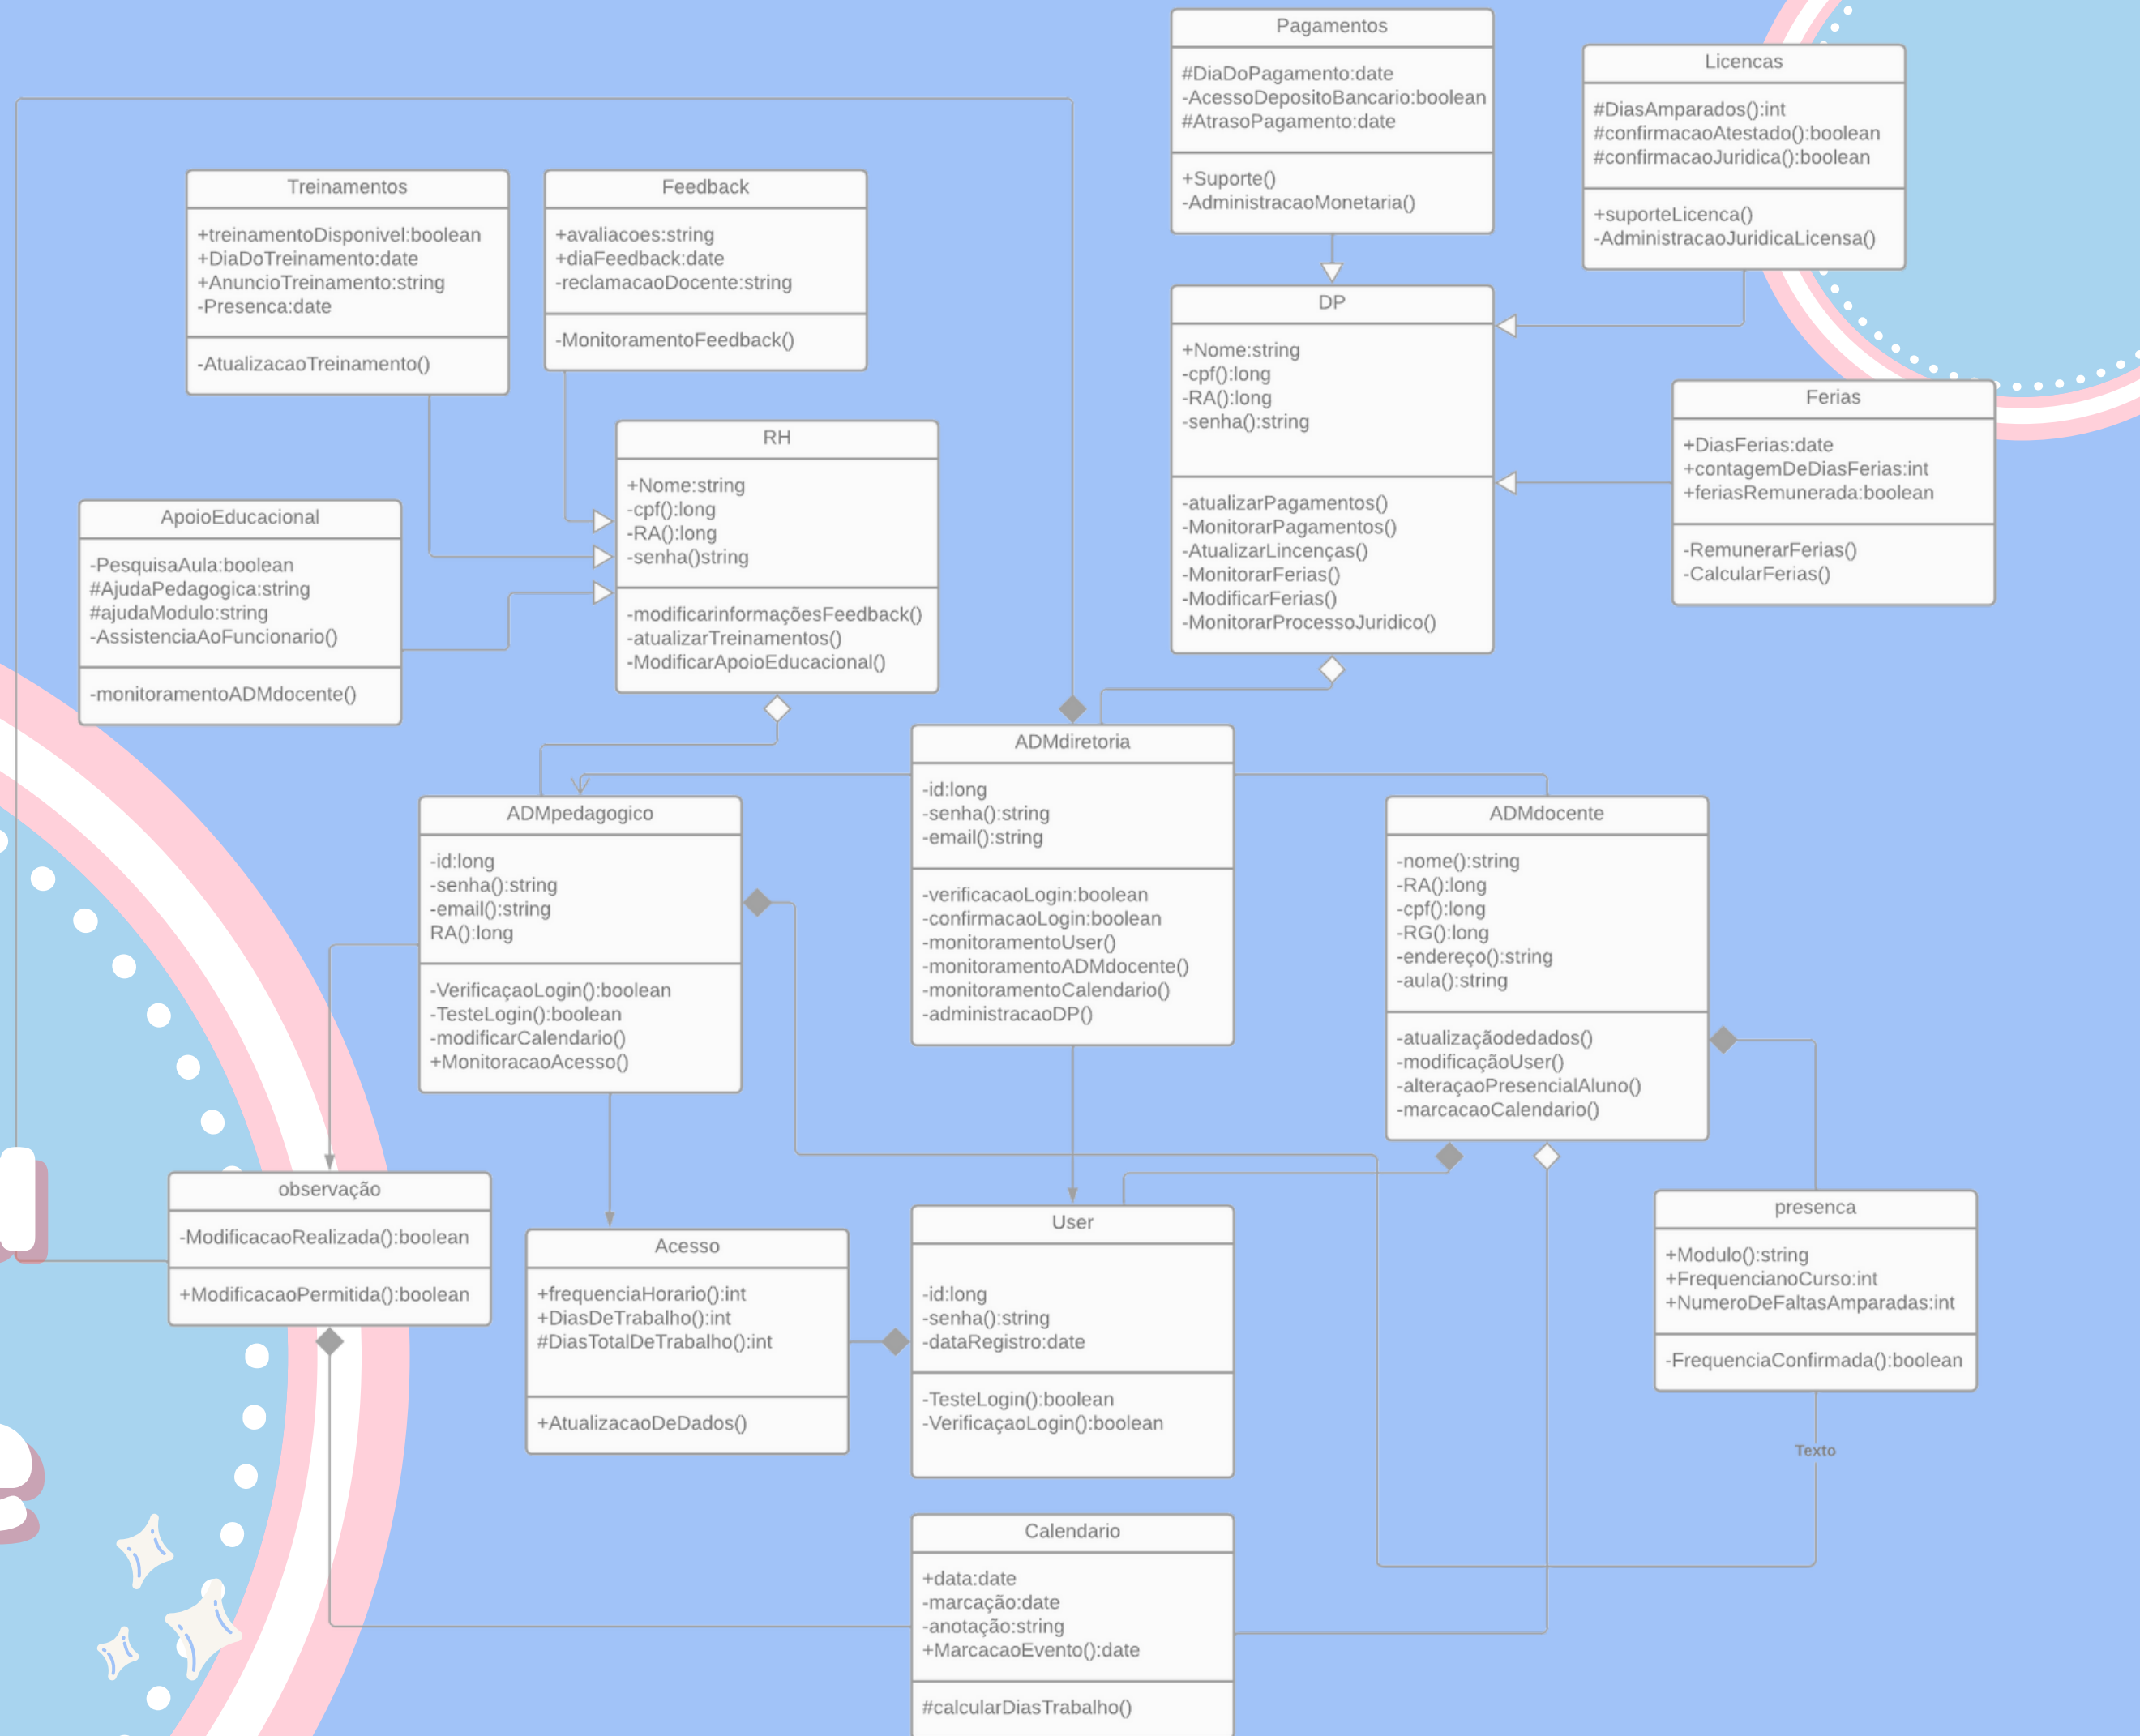 Pagamentos
#DiaDoPagamento:date
-AcessoDepositoBancario:boolean
#AtrasoPagamento:date
+Suporte()
-AdministracaoMonetaria()
Licencas
#DiasAmparados():int
#confirmacaoAtestado():boolean
#confirmacaoJuridica():boolean
+suporteLicenca()
-AdministracaoJuridicaLicensa()
Treinamentos
+treinamentoDisponivel:boolean
+DiaDoTreinamento:date
+AnuncioTreinamento:string
-Presenca:date
-AtualizacaoTreinamento()
Feedback
+avaliacoes:string
+diaFeedback:date
-reclamacaoDocente:string
-MonitoramentoFeedback()
DP
+Nome:string
-cpf():long
-RA():long
-senha():string
-atualizarPagamentos()
-MonitorarPagamentos()
-AtualizarLincenças()
-MonitorarFerias()
-ModificarFerias()
-MonitorarProcessoJuridico()
Ferias
+DiasFerias:date
+contagemDeDiasFerias:int
+feriasRemunerada:boolean
-RemunerarFerias()
-CalcularFerias()
RH
+Nome:string
-cpf():long
-RA():long
-senha()string
-modificarinformaçõesFeedback()
-atualizarTreinamentos()
-ModificarApoioEducacional()
ApoioEducacional
-PesquisaAula:boolean
#AjudaPedagogica:string
#ajudaModulo:string
-AssistenciaAoFuncionario()
-monitoramentoADMdocente()
ADMdiretoria
-id:long
-senha():string
-email():string
-verificacaoLogin:boolean
-confirmacaoLogin:boolean
-monitoramentoUser()
-monitoramentoADMdocente()
-monitoramentoCalendario()
-administracaoDP()
ADMpedagogico
-id:long
-senha():string
-email():string
RA():long
-VerificaçaoLogin():boolean
-TesteLogin():boolean
-modificarCalendario()
+MonitoracaoAcesso()
ADMdocente
-nome():string
-RA():long
-cpf():long
-RG():long
-endereço():string
-aula():string
-atualizaçãodedados()
-modificaçãoUser()
-alteraçaoPresencialAluno()
-marcacaoCalendario()
observação
-ModificacaoRealizada():boolean
+ModificacaoPermitida():boolean
Acesso
+frequenciaHorario():int
+DiasDeTrabalho():int
#DiasTotalDeTrabalho():int
+AtualizacaoDeDados()
User
-id:long
-senha():string
-dataRegistro:date
-TesteLogin():boolean
-VerificaçaoLogin():boolean
presenca
+Modulo():string
+FrequencianoCurso:int
+NumeroDeFaltasAmparadas:int
-FrequenciaConfirmada():boolean
Texto
Calendario
+data:date
-marcação:date
-anotação:string
+MarcacaoEvento():date
#calcularDiasTrabalho()